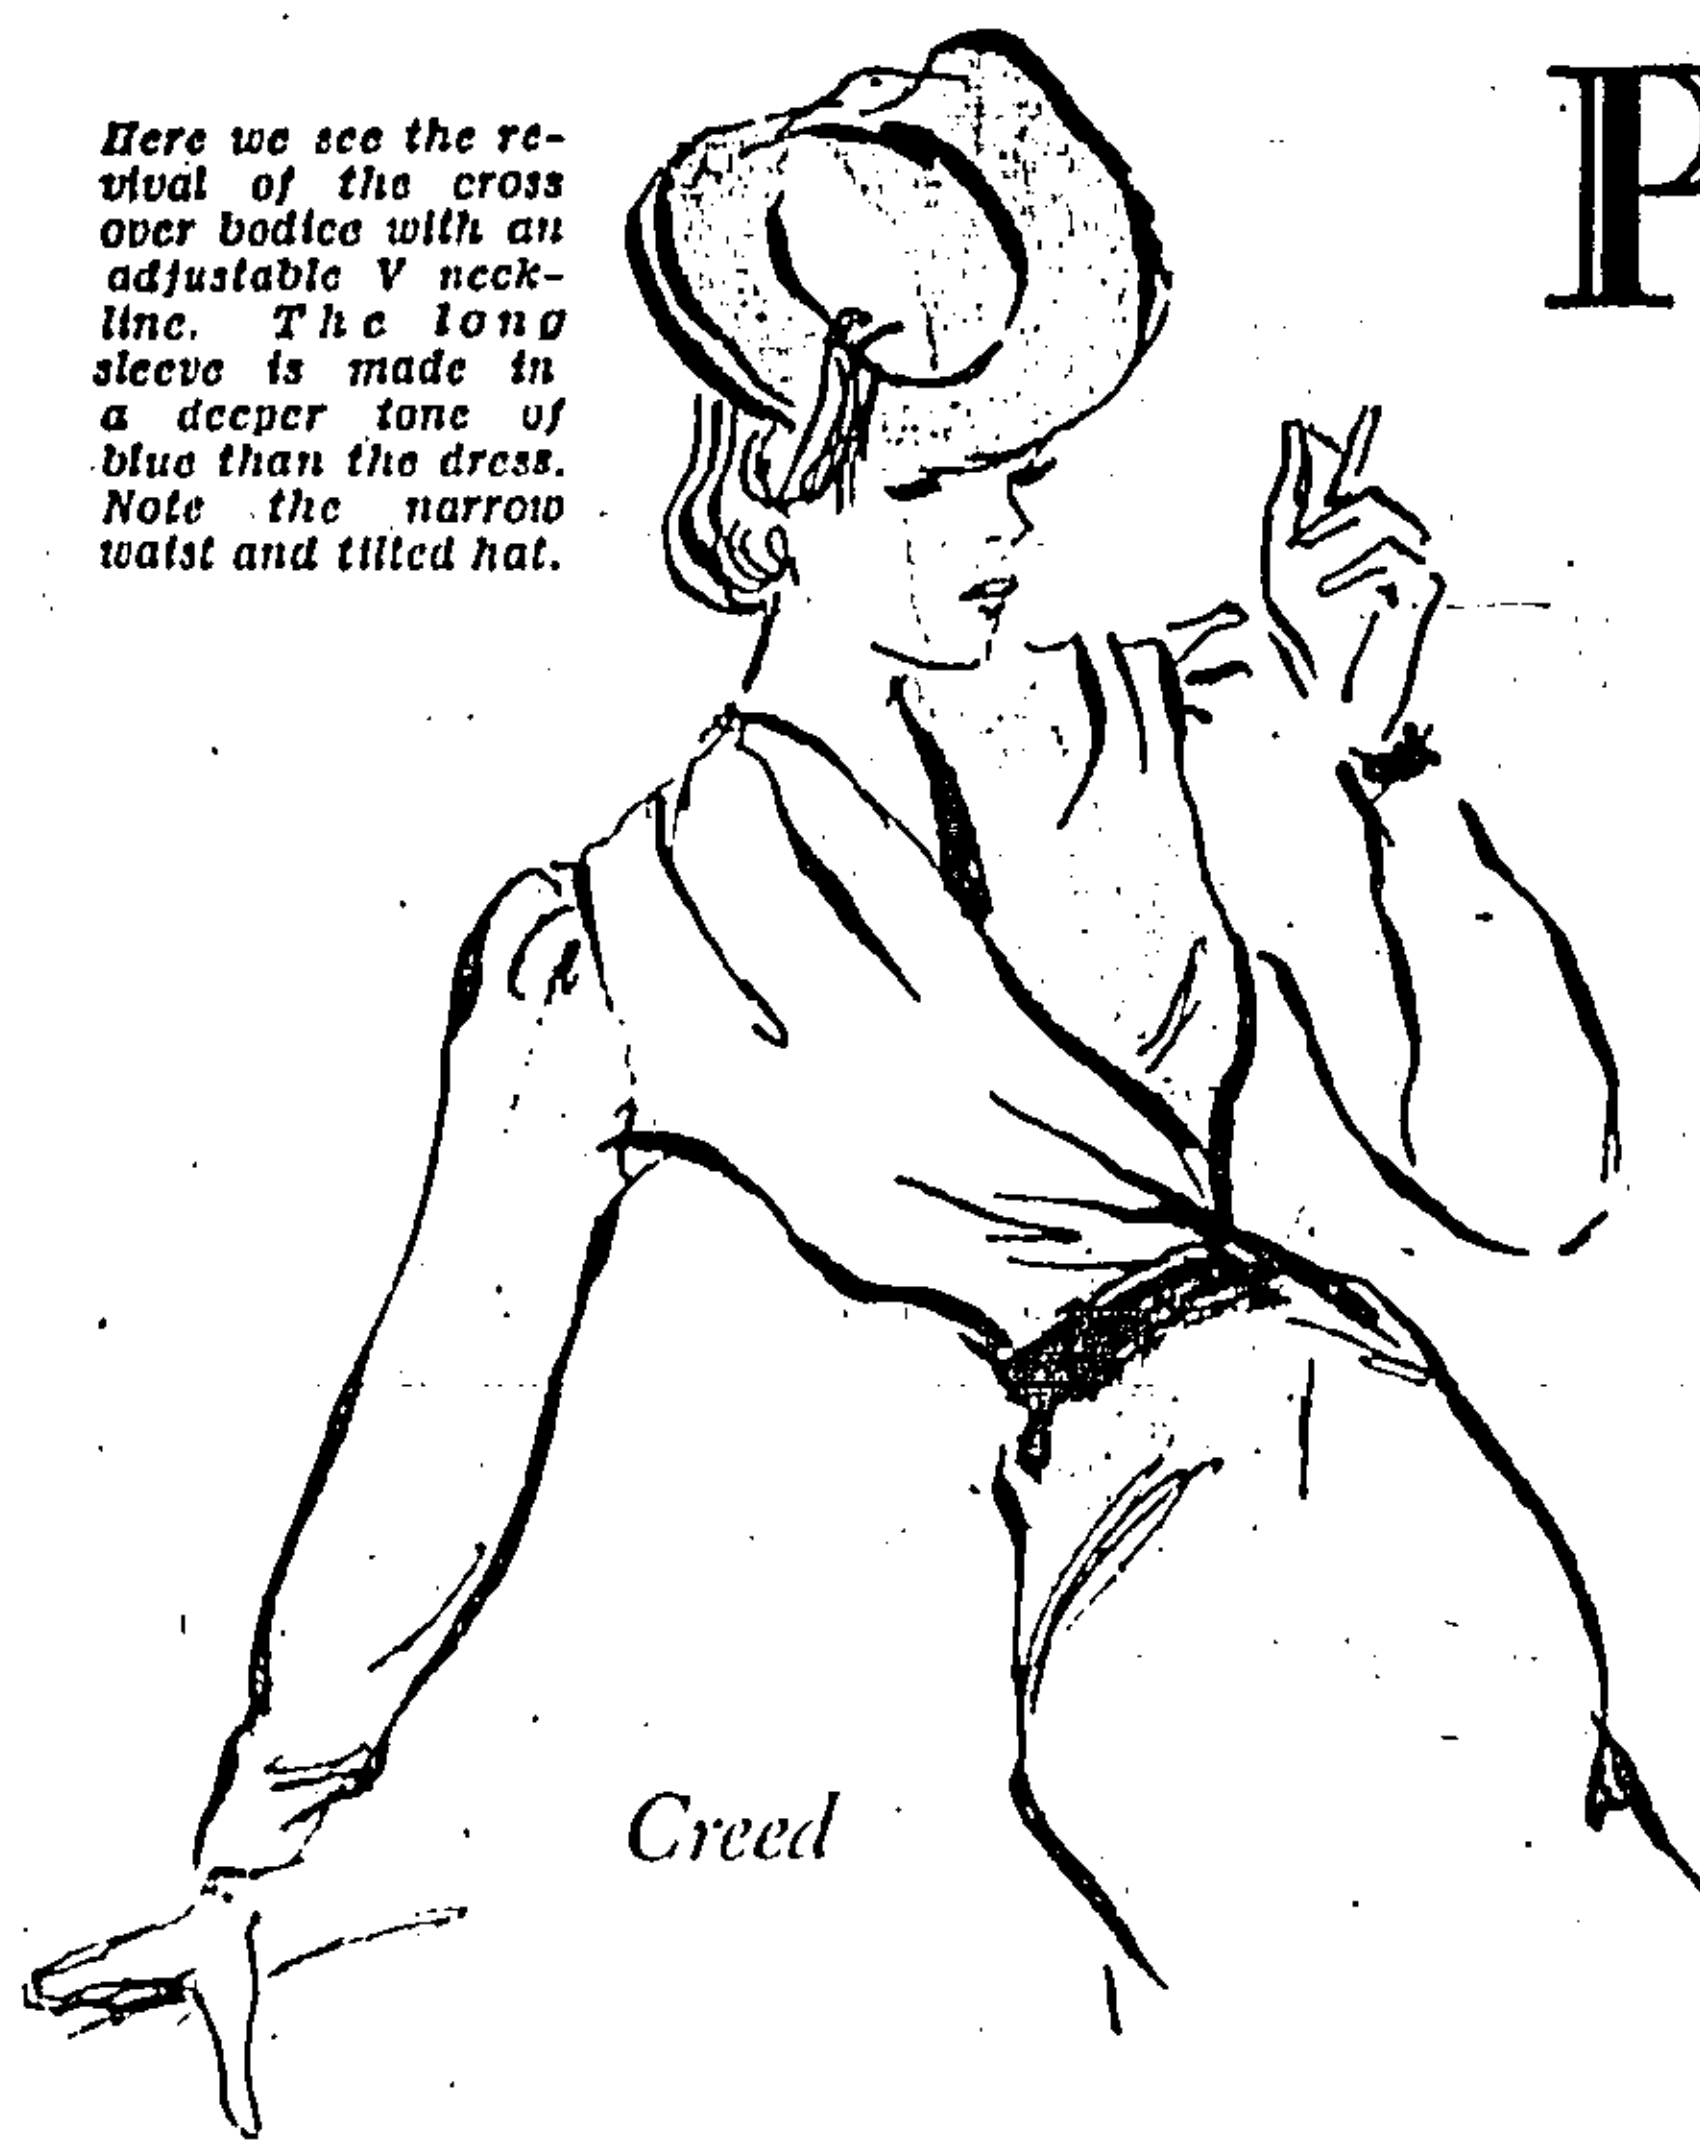 Here we see the re-
vival of the cross
over bodice with an
adjustable V neck-
line. The long
sleeve is made in
a deeper tone of
blue than the dress.
Note the narrow
waist and tilted hat.
P
Creed